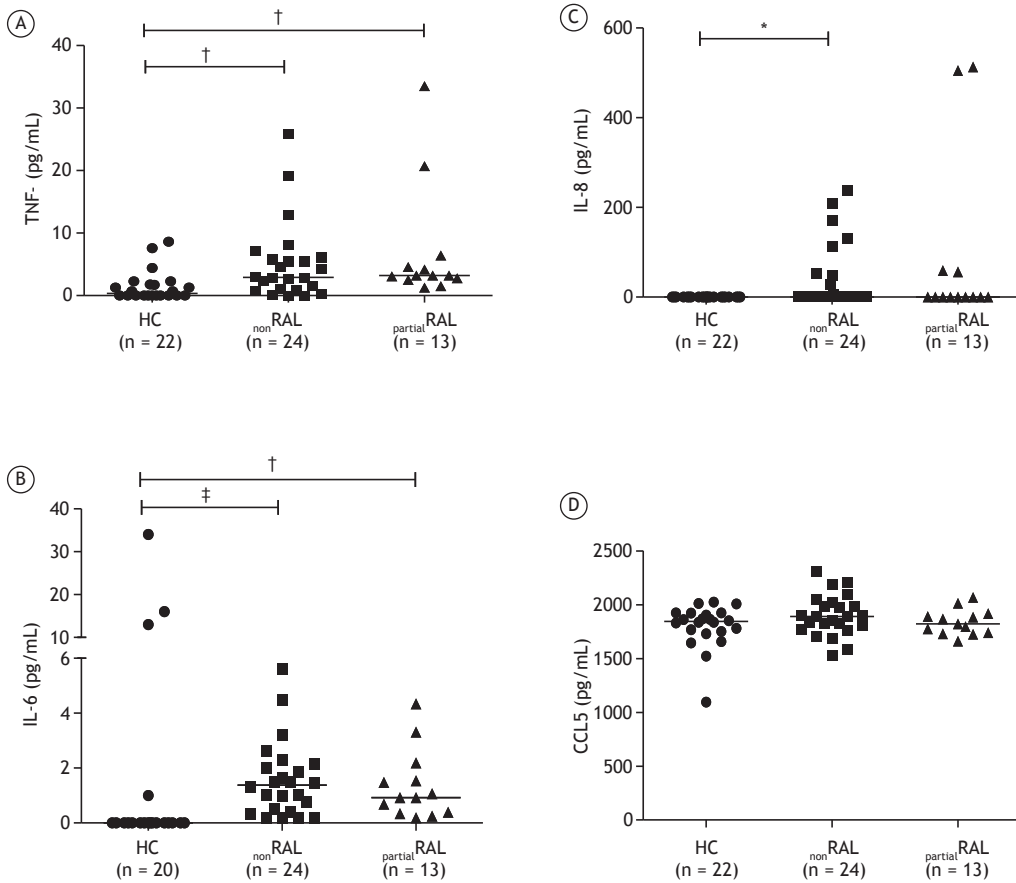 A
†
†
TNF- (pg/mL)
40
30
20
10
0
HC
(n = 22)
nonRAL
(n = 24)
partialRAL
(n = 13)
C
*
IL-8 (pg/mL)
600
400
200
0
HC
(n = 22)
nonRAL
(n = 24)
partialRAL
(n = 13)
B
†
‡
IL-6 (pg/mL)
40
30
20
10
6
4
2
0
HC
(n = 20)
nonRAL
(n = 24)
partialRAL
(n = 13)
D
CCL5 (pg/mL)
2500
2000
1500
1000
500
0
HC
(n = 22)
nonRAL
(n = 24)
partialRAL
(n = 13)